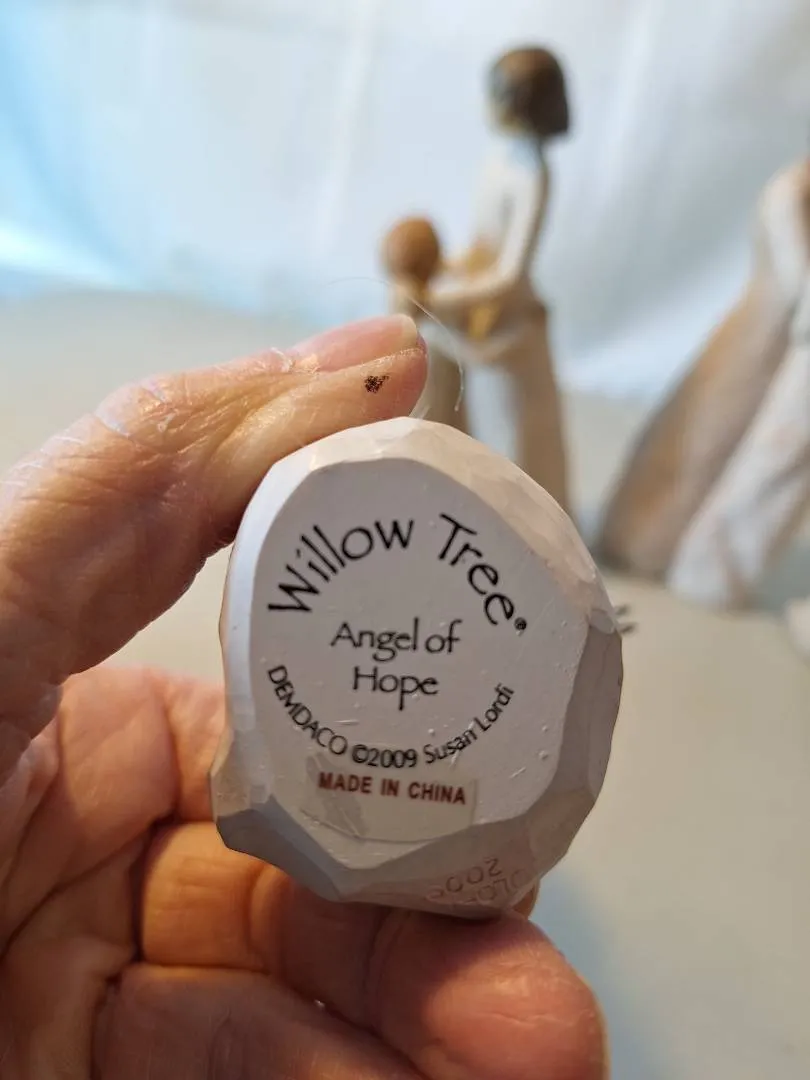 Willow Tree®
Angel of
Hope
DEMDACO ©2009 Susan Lordi
MADE IN CHINA